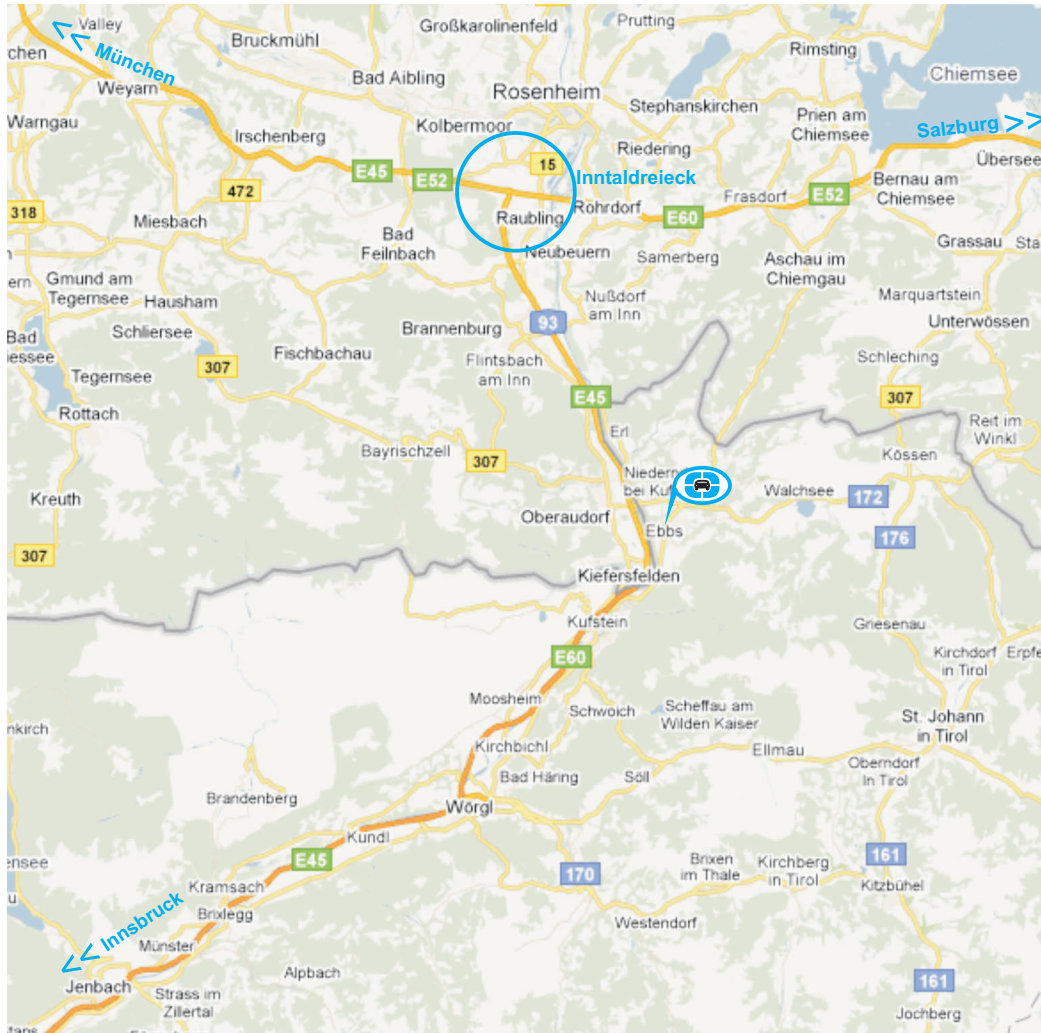 Valley
<< München
Großkarolinenfeld
Prutting
Rimsting
Bruckmühl
Chiemsee
Bad Aibling
Weyarn
Rosenheim
Stephanskirchen
Prien am
Chiemsee
Salzburg >>
Warngau
Irschenberg
Kolbermoor
Riedering
Übersee
E45
E52
15
Inntaldreieck
472
Bernau am
Chiemsee
Frasdorf
E52
318
Miesbach
Raubling
Rohrdorf
E60
Bad
Feilnbach
Neubeuern
Samerberg
Grassau
Aschau im
Chiemgau
Gmund am
Tegernsee
Hausham
Nußdorf
am Inn
Marquartstein
Schliersee
Brannenburg
93
Unterwössen
Bad
Fischbachau
Flintsbach
am Inn
Schleching
307
Tegernsee
E45
307
Rottach
Erl
Reit im
Winkl
Bayrischzell
307
Kössen
Kreuth
Walchsee
172
Oberaudorf
Ebbs
176
307
Kiefersfelden
Kufstein
Griesenau
E60
Kirchdorf
in Tirol
Moosheim
Schwoich
Scheffau am
Wilden Kaiser
St. Johann
in Tirol
Kirchbichl
Ellmau
Bad Häring
Söll
Oberndorf
In Tirol
Brandenberg
Wörgl
Kundl
E45
161
Brixen
im Thale
Kirchberg
in Tirol
170
Kitzbühel
Kramsach
Brixlegg
<< Innsbruck
Westendorf
Münster
Alpbach
Jenbach
Strass im
Zillertal
161
Jochberg